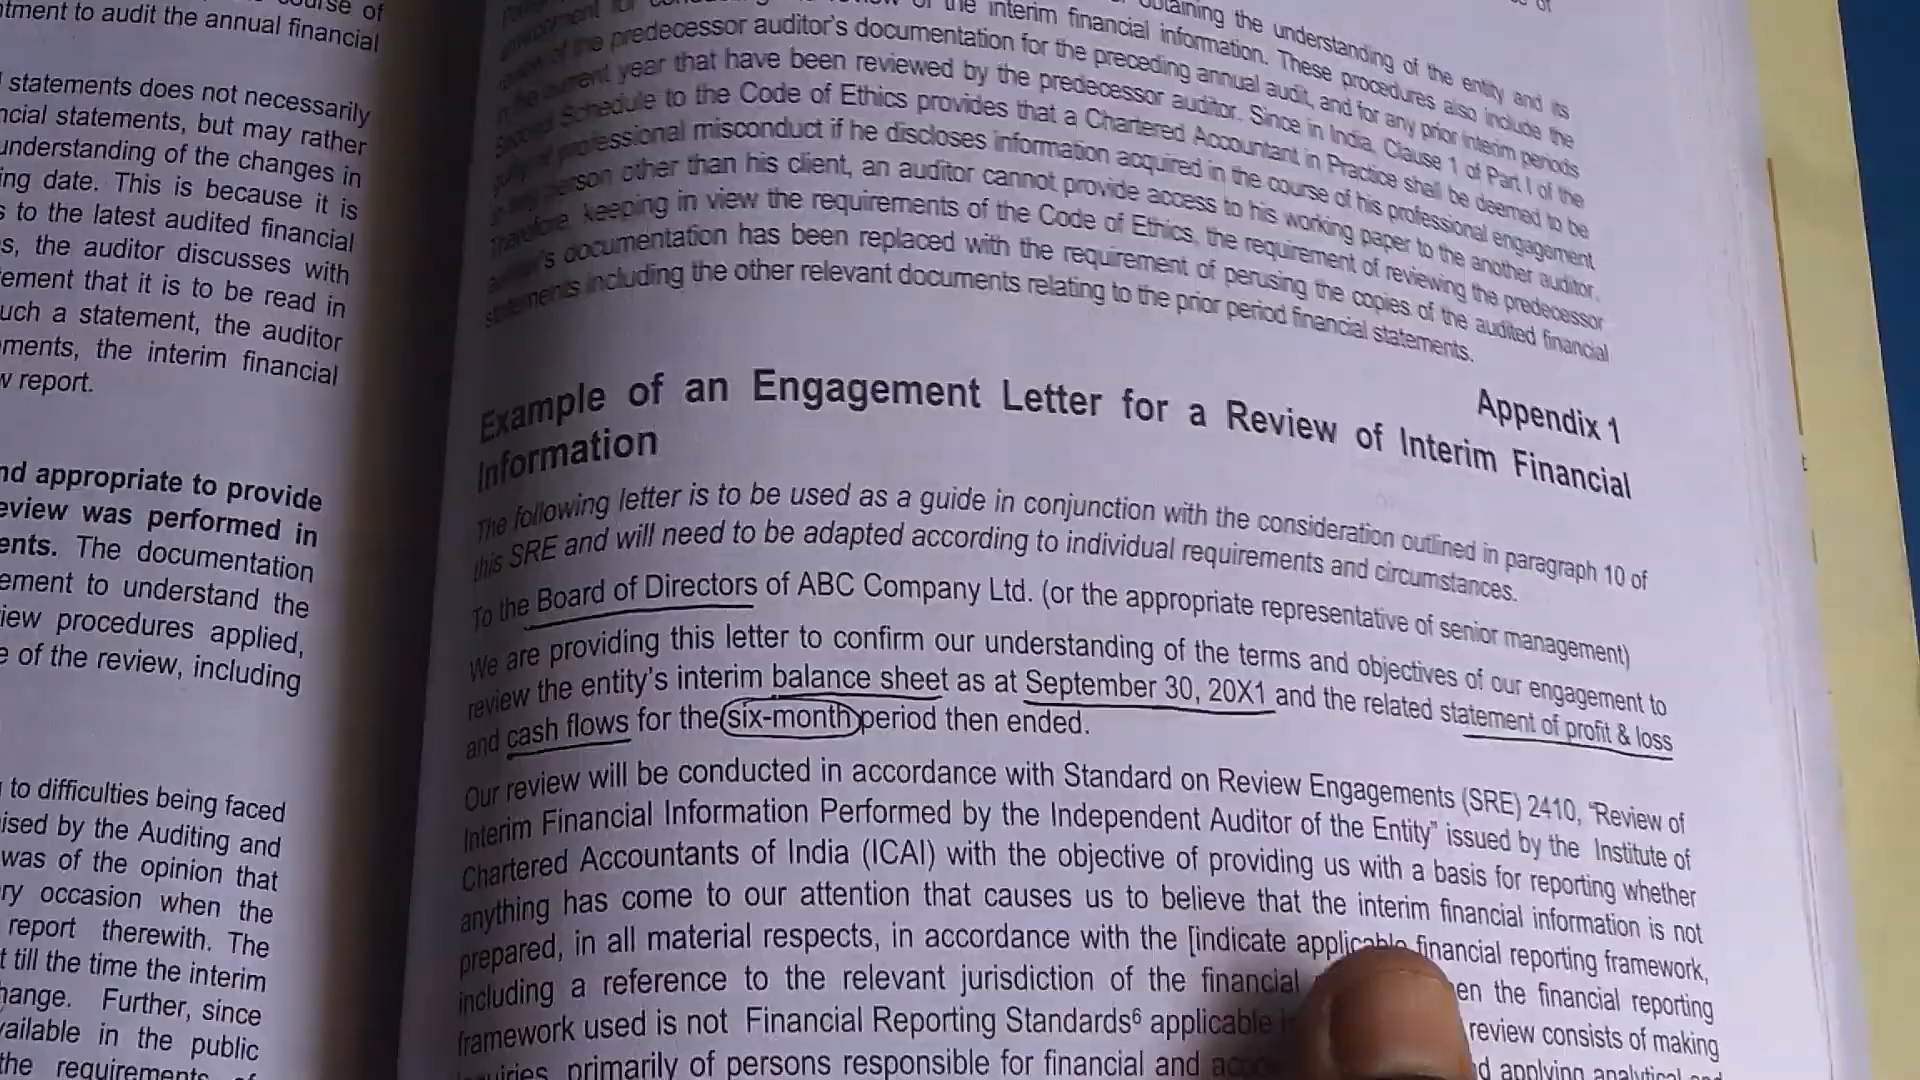 course of
tment to audit the annual financial
statements does not necessarily
ncial statements, but may rather
understanding of the changes in
ing date. This is because it is
s to the latest audited financial
s, the auditor discusses with
ement that it is to be read in
uch a statement, the auditor
ments, the interim financial
w report.
nd appropriate to provide
eview was performed in
ents. The documentation
ement to understand the
iew procedures applied,
e of the review, including
to difficulties being faced
ised by the Auditing and
was of the opinion that
ry occasion when the
report therewith. The
t till the time the interim
hange. Further, since
vailable in the public
the requirements of
obtaining the understanding of the entity and its
environment for the interim financial information. These procedures also include the
review of the predecessor auditor's documentation for the preceding annual audit, and for any prior interim periods
in the current year that have been reviewed by the predecessor auditor. Since in India, Clause 1 of Part I of the
Second Schedule to the Code of Ethics provides that a Chartered Accountant in Practice shall be deemed to be
guilty of professional misconduct if he discloses information acquired in the course of his professional engagement
to any person other than his client, an auditor cannot provide access to his working paper to the another auditor.
Therefore, keeping in view the requirements of the Code of Ethics, the requirement of reviewing the predecessor
auditor's documentation has been replaced with the requirement of perusing the copies of the audited financial
statements including the other relevant documents relating to the prior period financial statements.
Appendix 1
Example of an Engagement Letter for a Review of Interim Financial
Information
The following letter is to be used as a guide in conjunction with the consideration outlined in paragraph 10 of
this SRE and will need to be adapted according to individual requirements and circumstances.
To the Board of Directors of ABC Company Ltd. (or the appropriate representative of senior management)
We are providing this letter to confirm our understanding of the terms and objectives of our engagement to
review the entity's interim balance sheet as at September 30, 20X1 and the related statement of profit & loss
and cash flows for the six-month period then ended.
Our review will be conducted in accordance with Standard on Review Engagements (SRE) 2410, "Review of
Interim Financial Information Performed by the Independent Auditor of the Entity" issued by the Institute of
Chartered Accountants of India (ICAI) with the objective of providing us with a basis for reporting whether
anything has come to our attention that causes us to believe that the interim financial information is not
prepared, in all material respects, in accordance with the [indicate applicable financial reporting framework,
including a reference to the relevant jurisdiction of the financial en the financial reporting
framework used is not Financial Reporting Standards6 applicable review consists of making
primarily of persons responsible for financial and applying analytical and